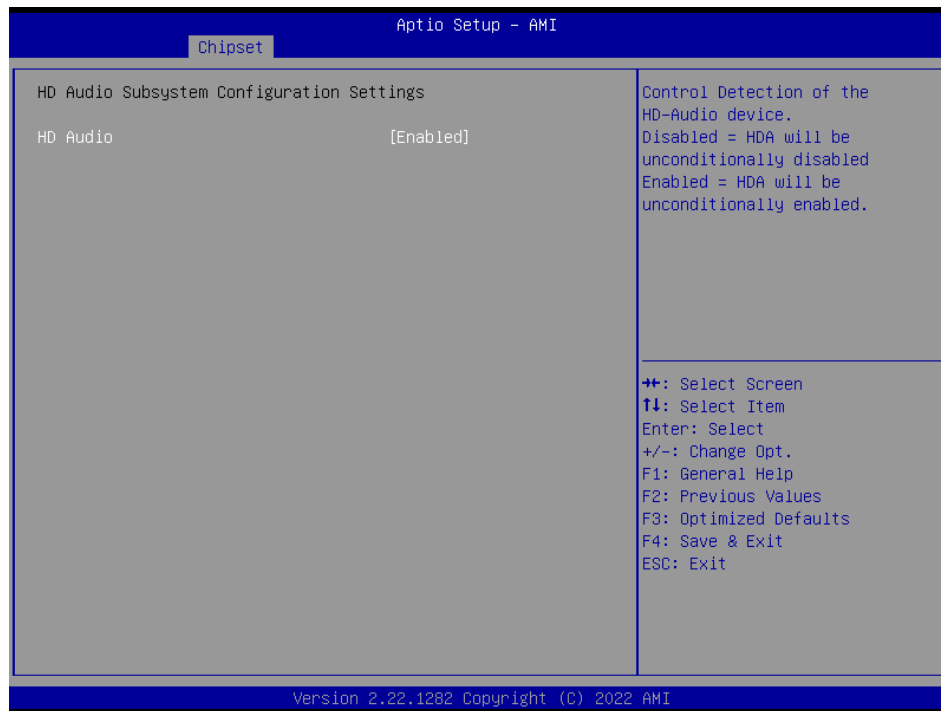 Aptio Setup – AMI
Chipset
HD Audio Subsystem Configuration Settings
HD Audio [Enabled]
Control Detection of the
HD-Audio device.
Disabled = HDA will be
unconditionally disabled
Enabled = HDA will be
unconditionally enabled.
→←: Select Screen
↑↓: Select Item
Enter: Select
+/-: Change Opt.
F1: General Help
F2: Previous Values
F3: Optimized Defaults
F4: Save & Exit
ESC: Exit
Version 2.22.1282 Copyright (C) 2022 AMI